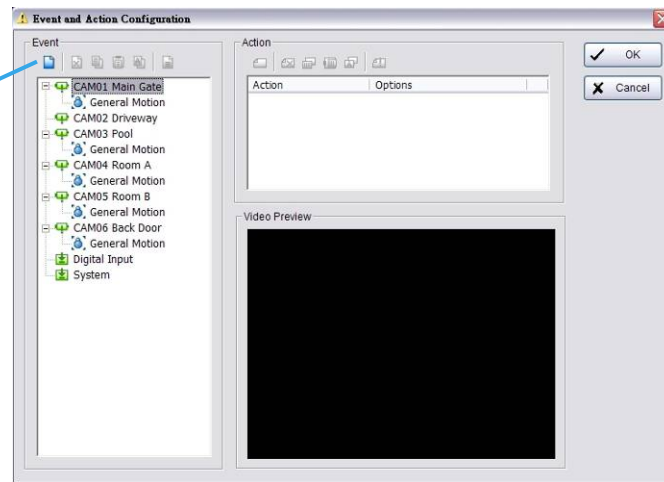 Event and Action Configuration
Event
CAM01 Main Gate
General Motion
CAM02 Driveway
CAM03 Pool
General Motion
CAM04 Room A
General Motion
CAM05 Room B
General Motion
CAM06 Back Door
General Motion
Digital Input
System
Action
Action Options
Video Preview
OK
Cancel